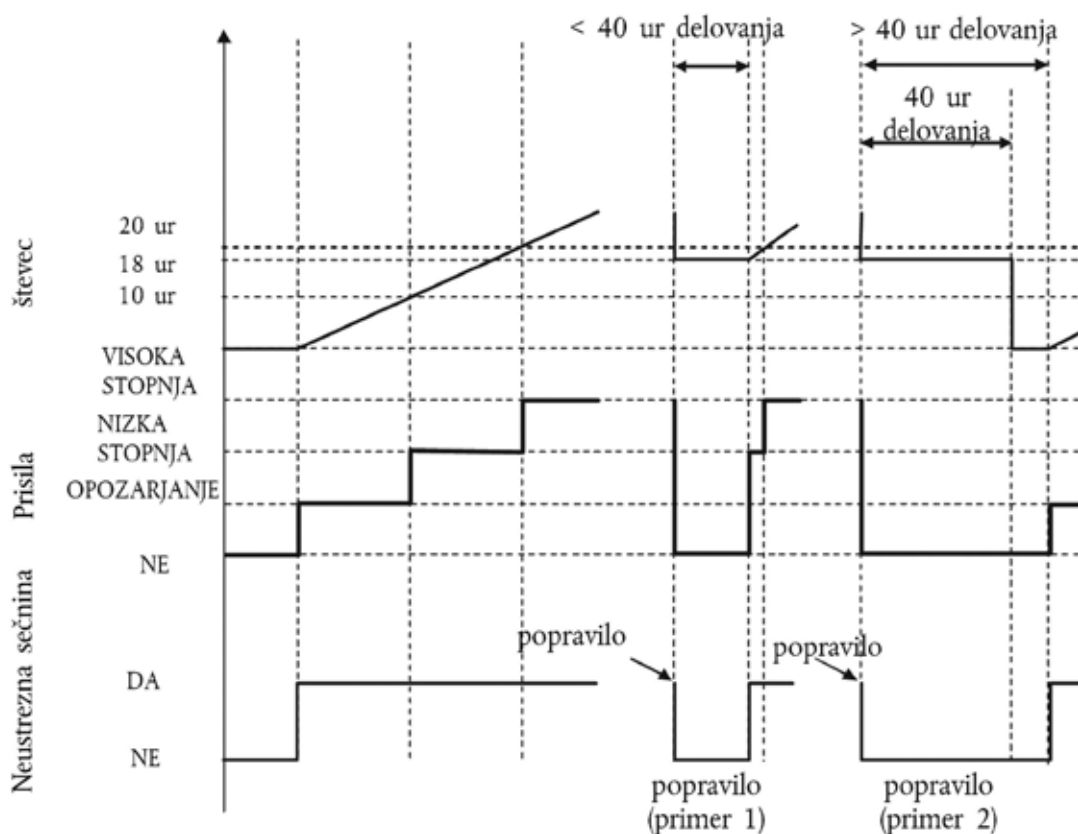 < 40 ur delovanja
> 40 ur delovanja
40 ur
delovanja
števec
20 ur
18 ur
10 ur
VISOKA
STOPNJA
NIZKA
STOPNJA
OPOZARJANJE
Prisila
NE
Neustrezna sečnina
popravilo
popravilo
DA
NE
popravilo
(primer 1)
popravilo
(primer 2)